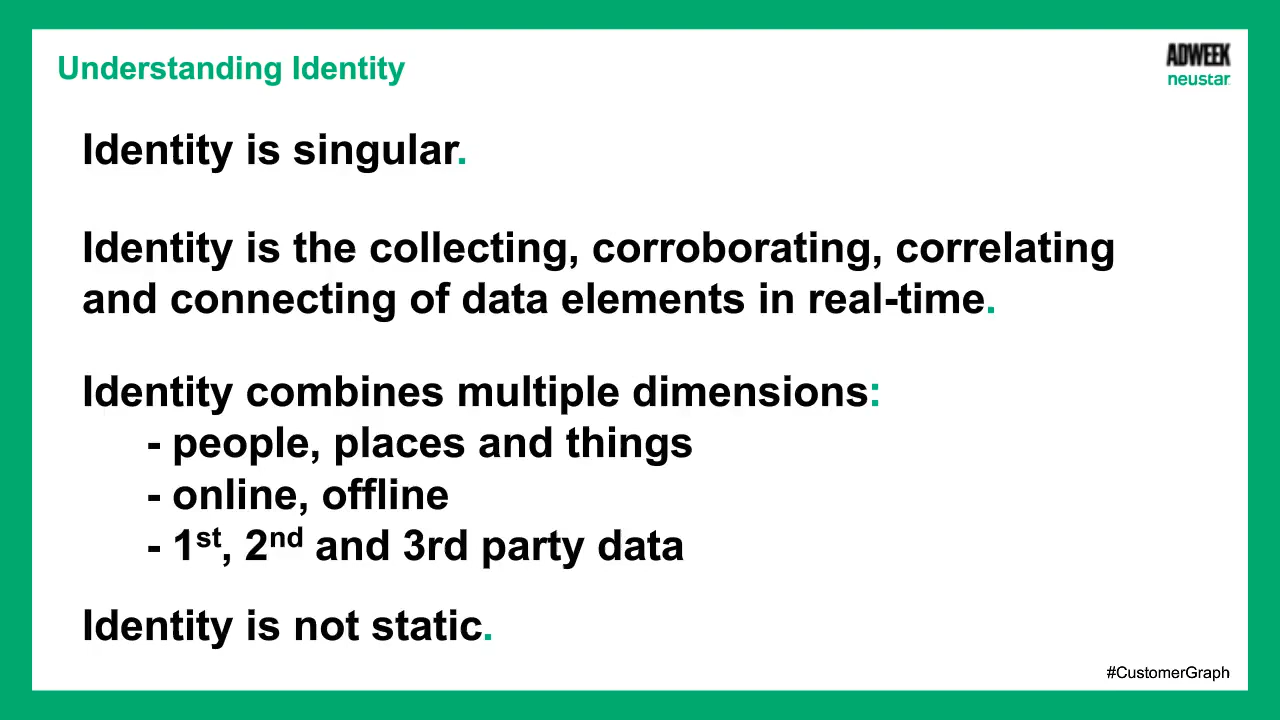 Understanding Identity
ADWEEK
neustar
Identity is singular.
Identity is the collecting, corroborating, correlating
and connecting of data elements in real-time.
Identity combines multiple dimensions:
- people, places and things
- online, offline
- 1st, 2nd and 3rd party data
Identity is not static.
#CustomerGraph